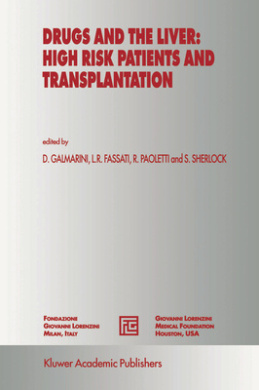 DRUGS AND THE LIVER:
HIGH RISK PATIENTS AND
TRANSPLANTATION
edited by
D. GALMARINI, L.R. FASSATI, R. PAOLETTI and S. SHERLOCK
FONDAZIONE
GIOVANNI LORENZINI
MILAN, ITALY
FLG
GIOVANNI LORENZINI
MEDICAL FOUNDATION
HOUSTON, USA
Kluwer Academic Publishers